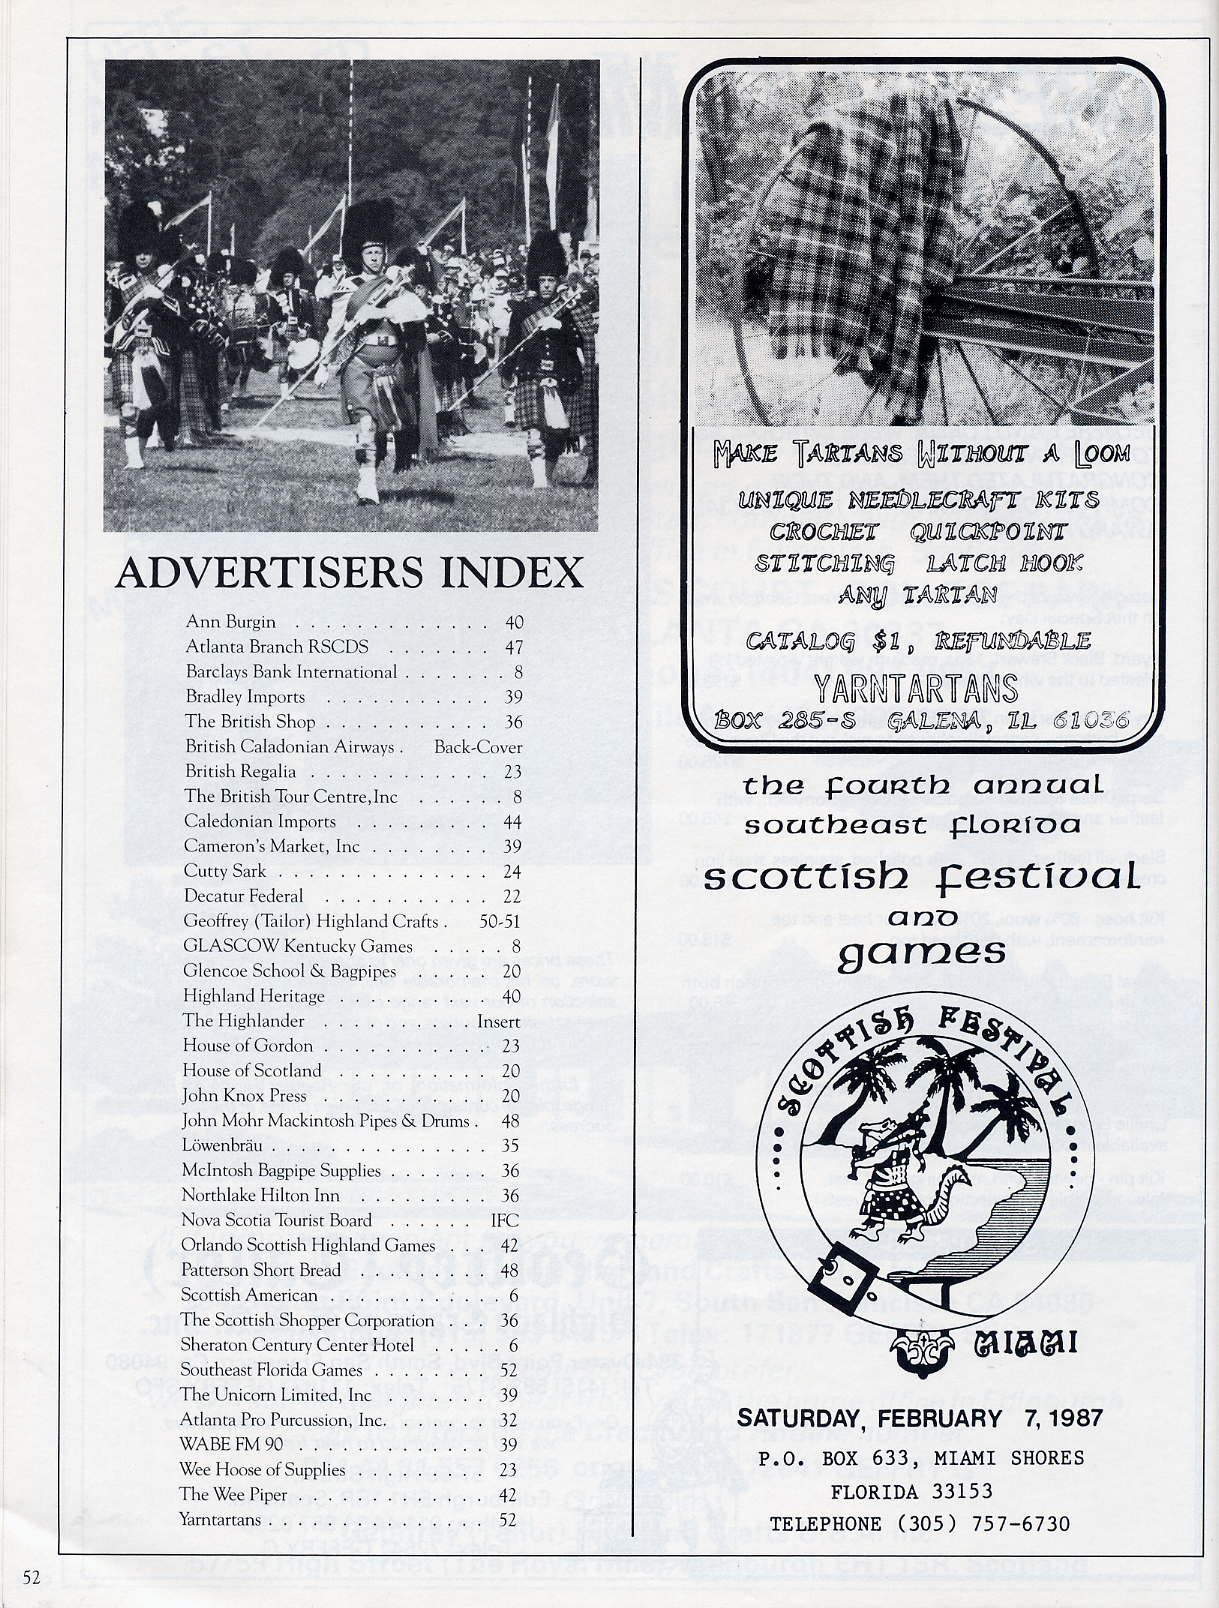 ADVERTISERS INDEX
Ann Burgin . . . . . . . . . . . . . 40
Atlanta Branch RSCDS . . . . . . . 47
Barclays Bank International . . . . . . . 8
Bradley Imports . . . . . . . . . . . 39
The British Shop . . . . . . . . . . . 36
British Caladonian Airways . Back-Cover
British Regalia . . . . . . . . . . . . 23
The British Tour Centre,Inc . . . . . . 8
Caledonian Imports . . . . . . . . . 44
Cameron's Market, Inc . . . . . . . . 39
Cutty Sark . . . . . . . . . . . . . . 24
Decatur Federal . . . . . . . . . . . 22
Geoffrey (Tailor) Highland Crafts . 50-51
GLASCOW Kentucky Games . . . . . 8
Glencoe School & Bagpipes . . . . . 20
Highland Heritage . . . . . . . . . . 40
The Highlander . . . . . . . . . . Insert
House of Gordon . . . . . . . . . . . 23
House of Scotland . . . . . . . . . . 20
John Knox Press . . . . . . . . . . . 20
John Mohr Mackintosh Pipes & Drums . 48
Löwenbräu . . . . . . . . . . . . . . . 35
McIntosh Bagpipe Supplies . . . . . . . 36
Northlake Hilton Inn . . . . . . . . . 36
Nova Scotia Tourist Board . . . . . . IFC
Orlando Scottish Highland Games . . . 42
Patterson Short Bread . . . . . . . . . 48
Scottish American . . . . . . . . . . . . 6
The Scottish Shopper Corporation . . . 36
Sheraton Century Center Hotel . . . . . 6
Southeast Florida Games . . . . . . . . 52
The Unicorn Limited, Inc . . . . . . . 39
Atlanta Pro Purcussion, Inc. . . . . . . 32
WABE FM 90 . . . . . . . . . . . . . 39
Wee Hoose of Supplies . . . . . . . . . 23
The Wee Piper . . . . . . . . . . . . . 42
Yarntartans . . . . . . . . . . . . . . . 52
MAKE TARTANS WITHOUT A LOOM
UNIQUE NEEDLECRAFT KITS
CROCHET QUICKPOINT
STITCHING LATCH HOOK
ANY TARTAN
CATALOG $1, REFUNDABLE
YARNTARTANS
BOX 285-S GALENA, IL 61036
the fourth annual
southeast florida
scottish festival
and
games
SCOTTISH FESTIVAL
MIAMI
SATURDAY, FEBRUARY 7, 1987
P.O. BOX 633, MIAMI SHORES
FLORIDA 33153
TELEPHONE (305) 757-6730
52